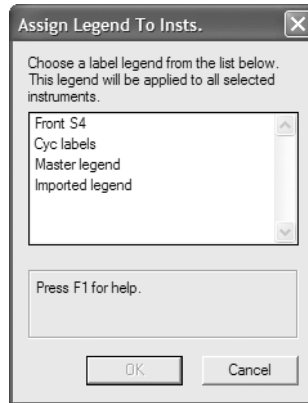 Assign Legend To Insts.
Choose a label legend from the list below.
This legend will be applied to all selected
instruments.
Front S4
Cyc labels
Master legend
Imported legend
Press F1 for help.
OK
Cancel